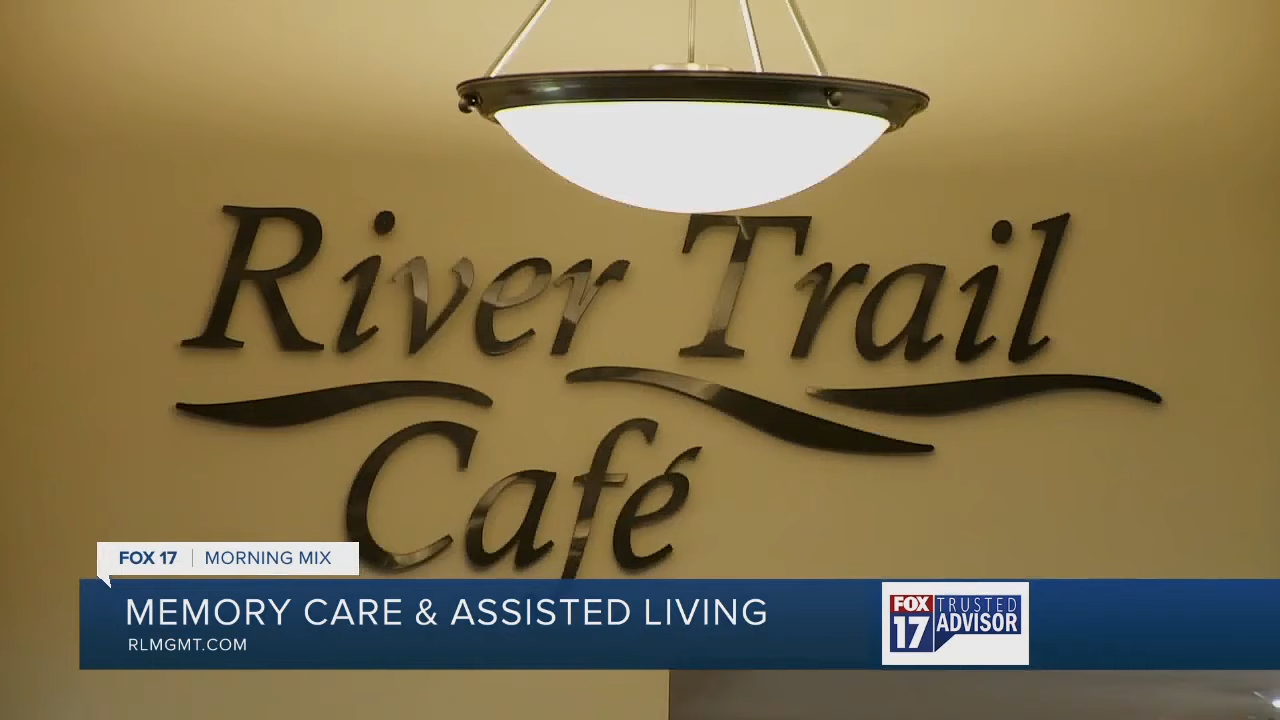 River Trail
Café
FOX 17 | MORNING MIX
MEMORY CARE & ASSISTED LIVING
RLMGMT.COM
FOX
17
TRUSTED
ADVISOR